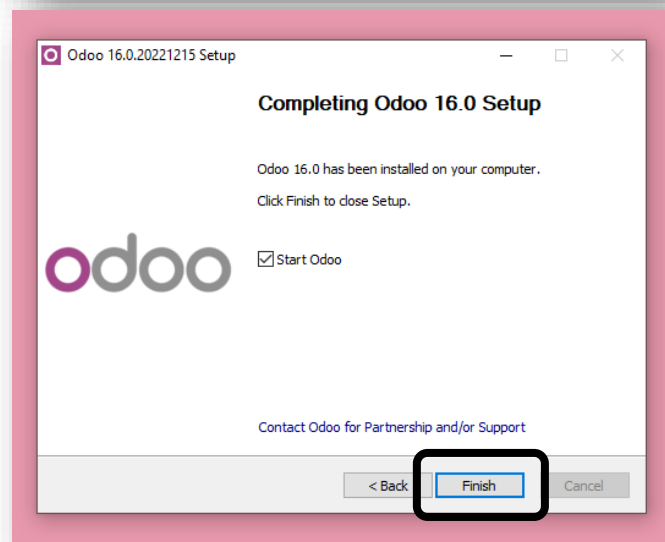 Odoo 16.0.20221215 Setup
Completing Odoo 16.0 Setup
Odoo 16.0 has been installed on your computer.
Click Finish to close Setup.
odoo
Start Odoo
Contact Odoo for Partnership and/or Support
< Back
Finish
Cancel